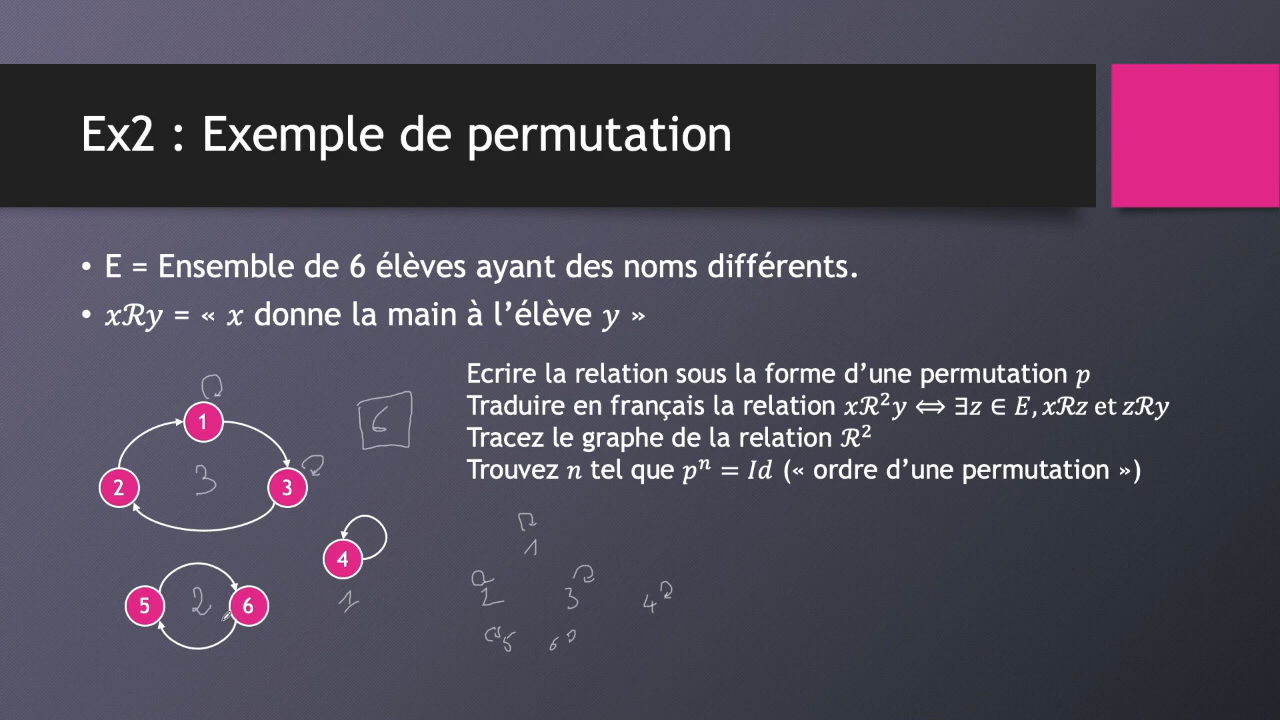 Ex2 : Exemple de permutation
• E = Ensemble de 6 élèves ayant des noms différents.
• xℛy = « x donne la main à l’élève y »
Ecrire la relation sous la forme d’une permutation p
Traduire en français la relation xℛ²y ⟺ ∃z ∈ E, xℛz et zℛy
Tracez le graphe de la relation ℛ²
Trouvez n tel que pⁿ = Id (« ordre d’une permutation »)
1
6
2 3 3
4
5 2 6
1
1
2 3 4
5 6